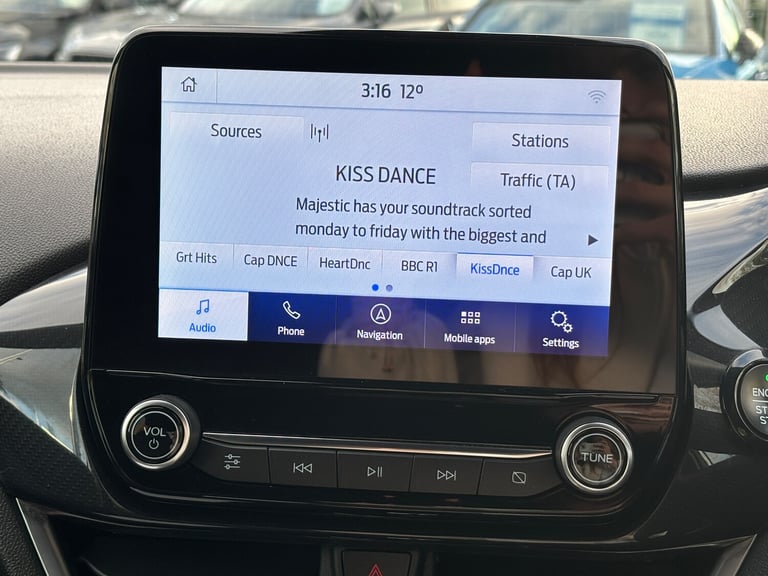 3:16 12º
Sources
Stations
KISS DANCE
Traffic (TA)
Majestic has your soundtrack sorted
monday to friday with the biggest and
Grt Hits Cap DNCE HeartDnc BBC R1 KissDnce Cap UK
Audio Phone Navigation Mobile apps Settings
VOL
TUNE